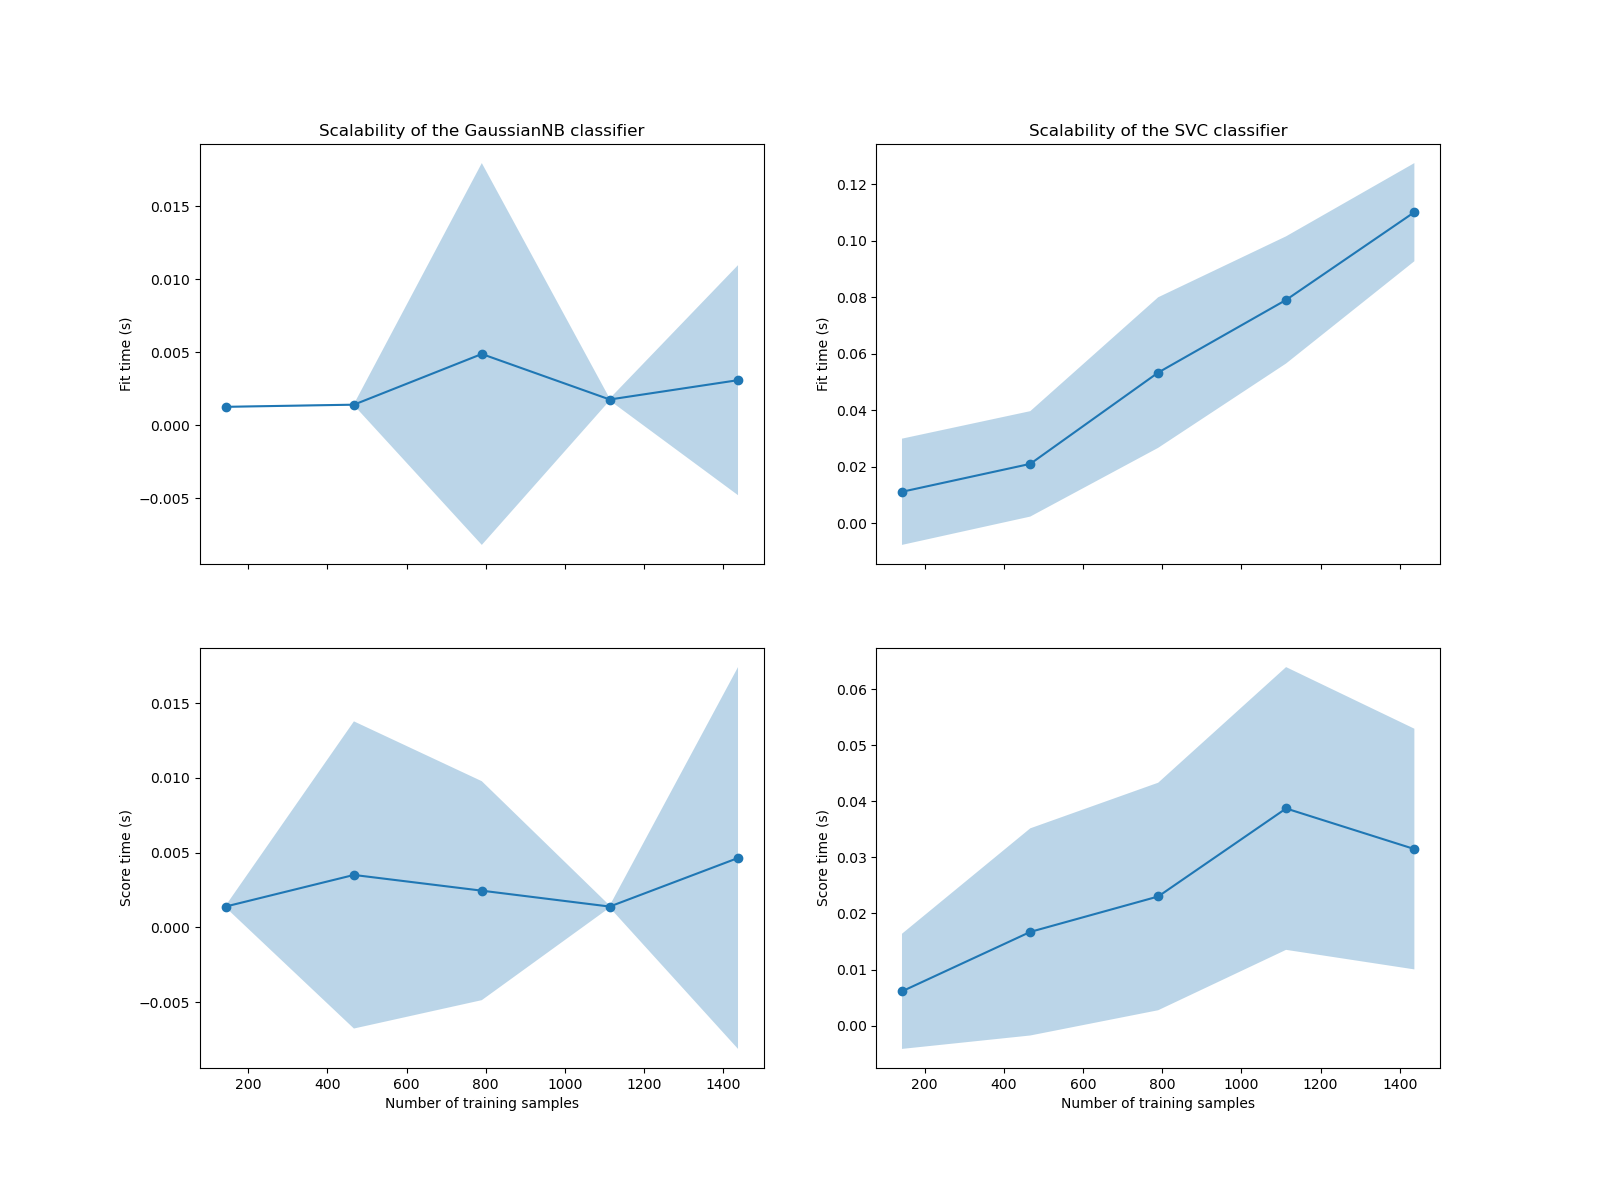 Scalability of the GaussianNB classifier
0.015
0.010
0.005
0.000
−0.005
Fit time (s)
Scalability of the SVC classifier
0.12
0.10
0.08
0.06
0.04
0.02
0.00
Fit time (s)
0.015
0.010
0.005
0.000
−0.005
Score time (s)
200 400 600 800 1000 1200 1400
Number of training samples
0.06
0.05
0.04
0.03
0.02
0.01
0.00
Score time (s)
200 400 600 800 1000 1200 1400
Number of training samples